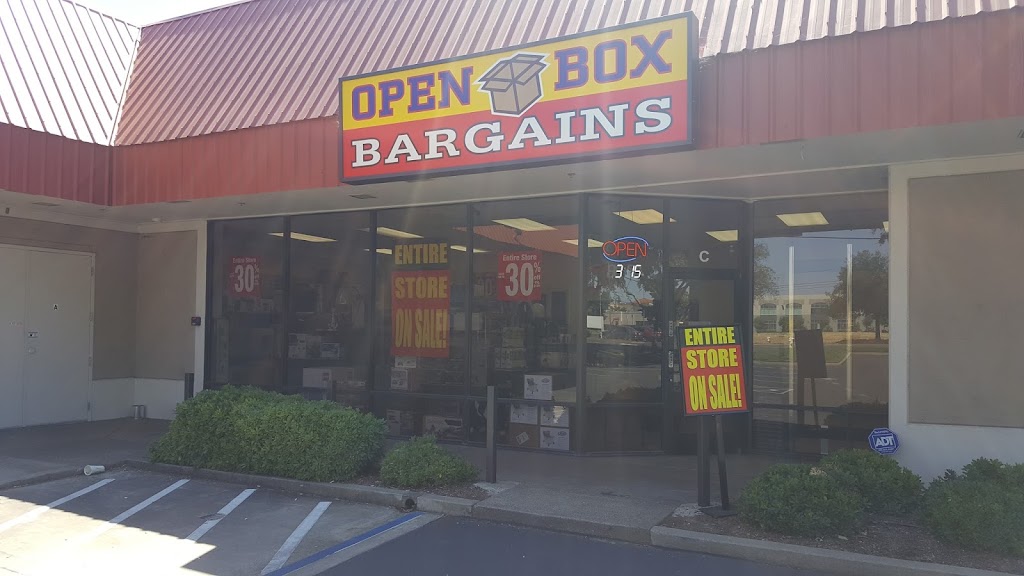 OPEN BOX
BARGAINS
Entire Store
30%
ENTIRE
STORE
ON SALE!
Entire Store
30%
OPEN
315
C
ENTIRE
STORE
ON SALE!
A
ADT